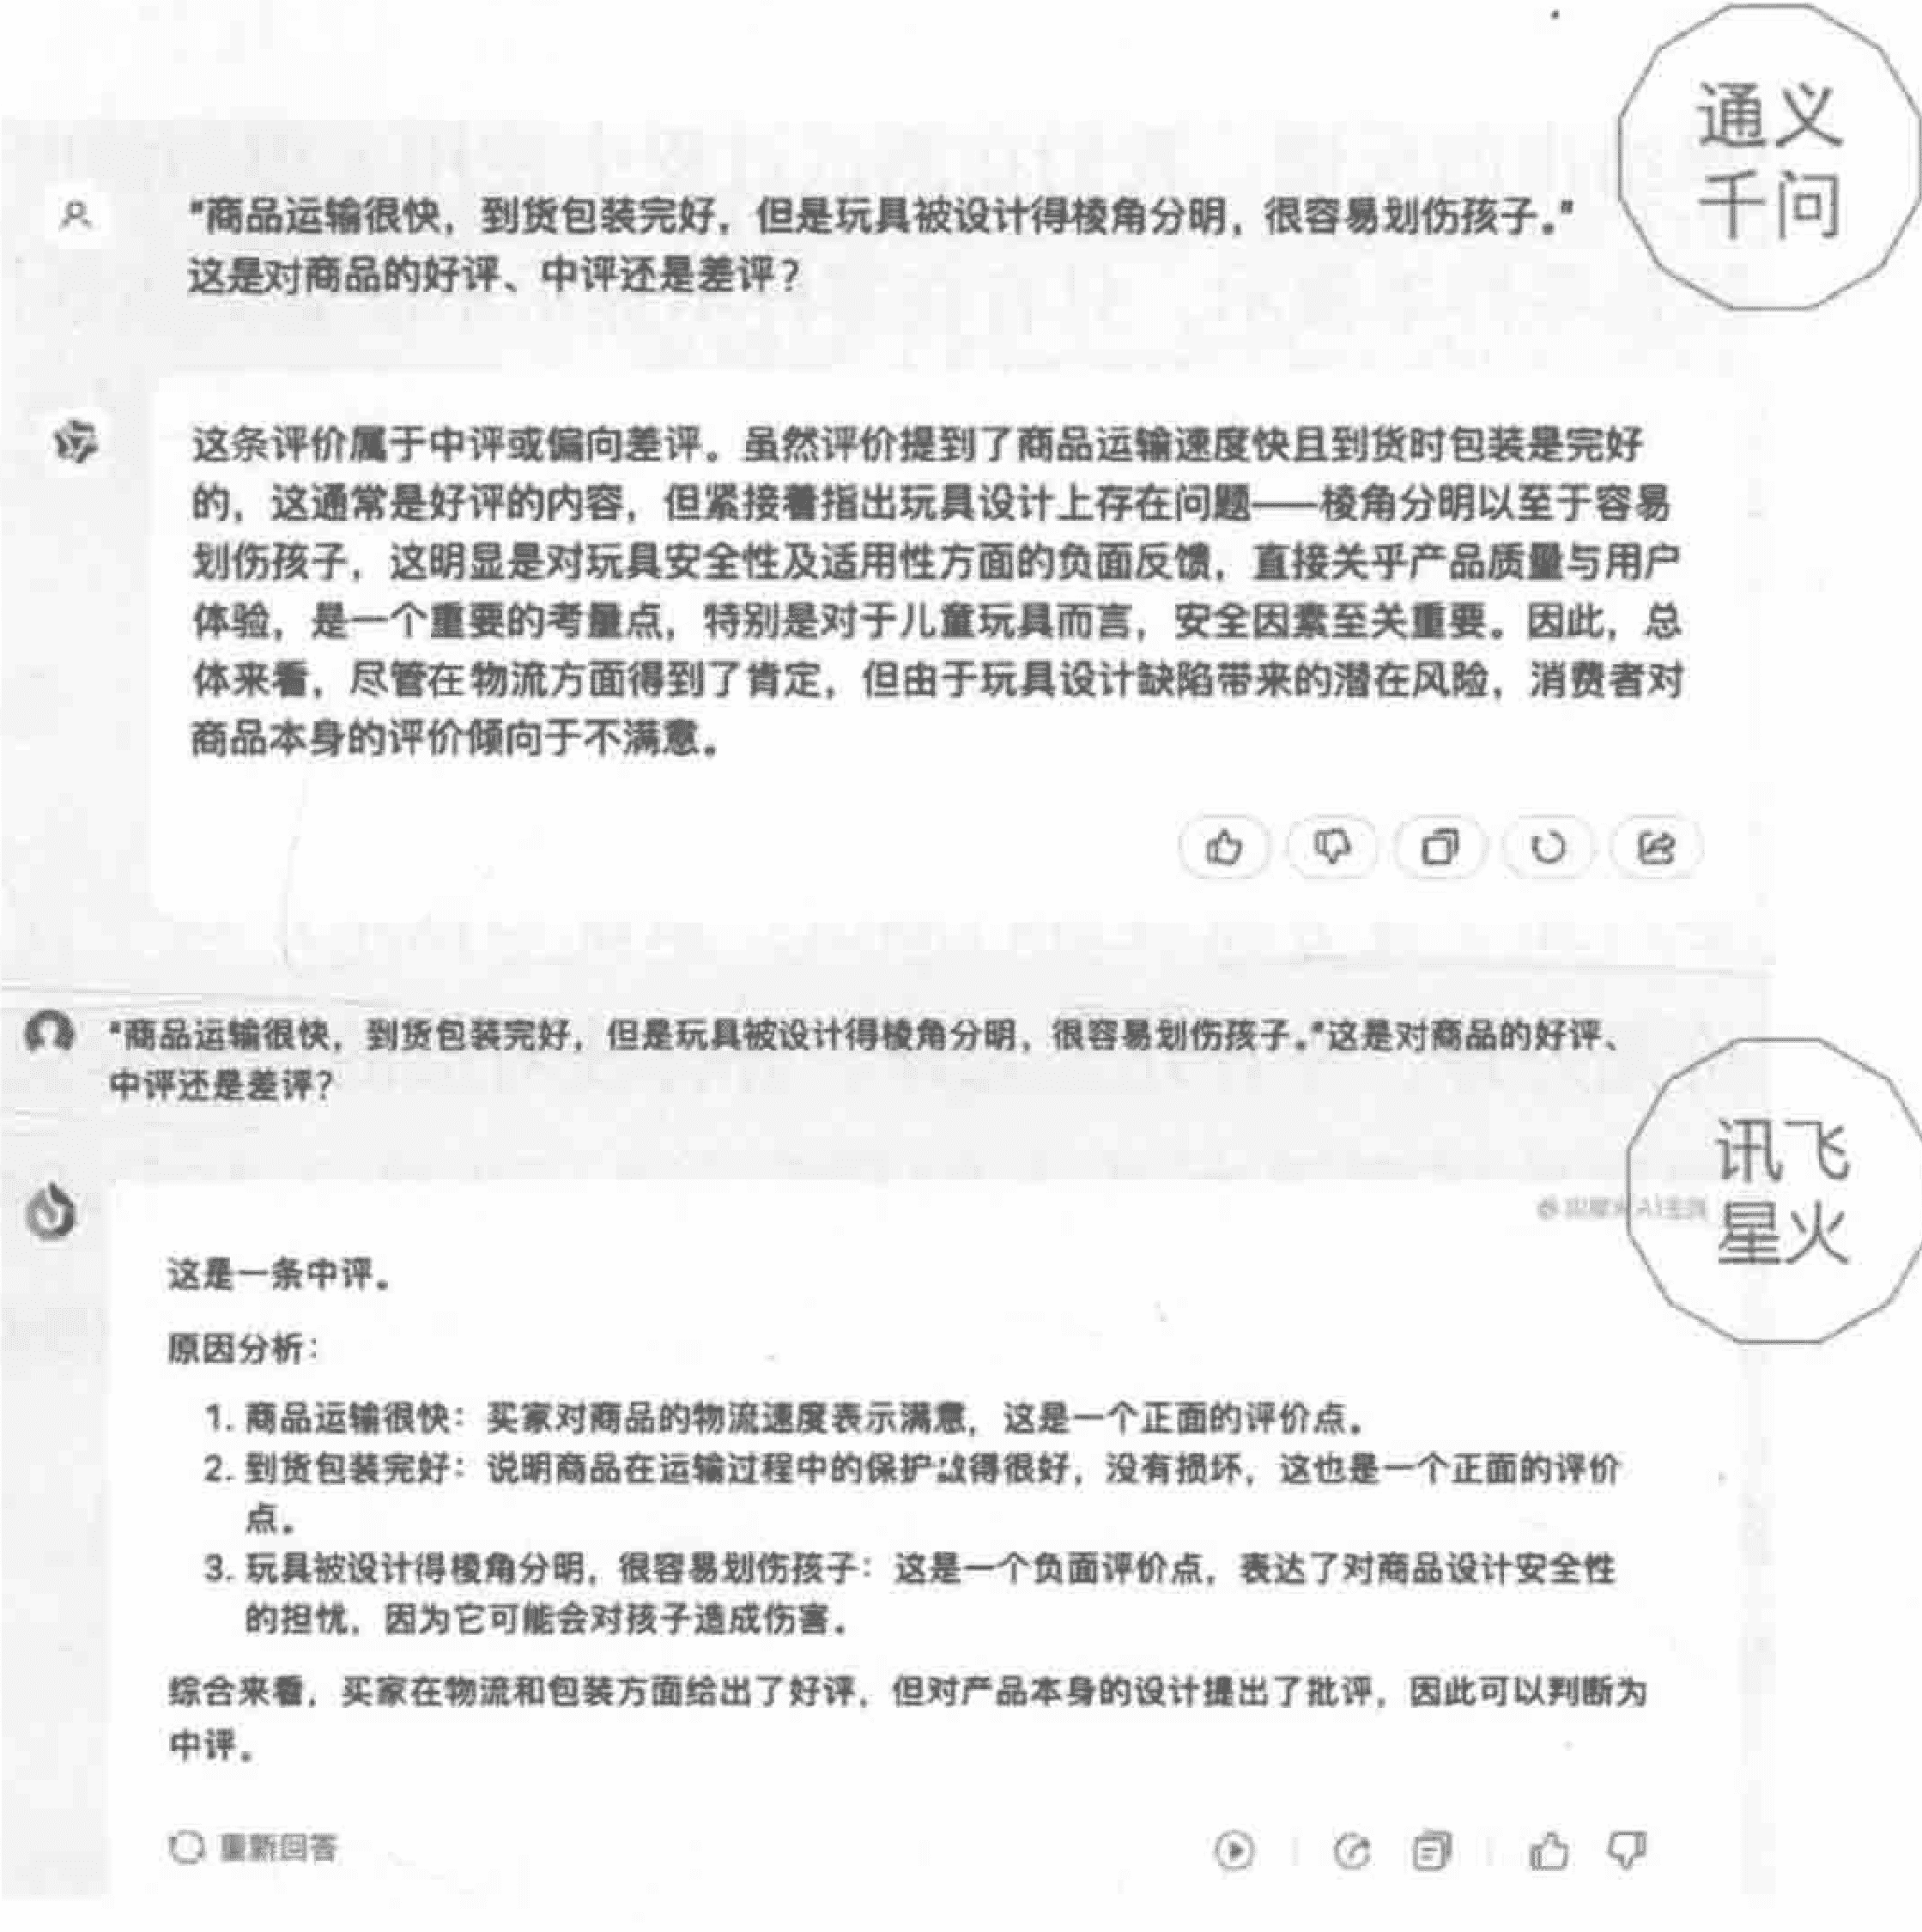 通义
千问
"商品运输很快，到货包装完好，但是玩具被设计得棱角分明，很容易划伤孩子。"
这是对商品的好评、中评还是差评？
这条评价属于中评或偏向差评。虽然评价提到了商品运输速度快且到货时包装是完好
的，这通常是好评的内容，但紧接着指出玩具设计上存在问题——棱角分明以至于容易
划伤孩子，这明显是对玩具安全性及适用性方面的负面反馈，直接关乎产品质量与用户
体验，是一个重要的考量点，特别是对于儿童玩具而言，安全因素至关重要。因此，总
体来看，尽管在物流方面得到了肯定，但由于玩具设计缺陷带来的潜在风险，消费者对
商品本身的评价倾向于不满意。
"商品运输很快，到货包装完好，但是玩具被设计得棱角分明，很容易划伤孩子。"这是对商品的好评、
中评还是差评？
讯飞
星火
这是一条中评。
原因分析：
1. 商品运输很快：买家对商品的物流速度表示满意，这是一个正面的评价点。
2. 到货包装完好：说明商品在运输过程中的保护做得很好，没有损坏，这也是一个正面的评价
点。
3. 玩具被设计得棱角分明，很容易划伤孩子：这是一个负面评价点，表达了对商品设计安全性
的担忧，因为它可能会对孩子造成伤害。
综合来看，买家在物流和包装方面给出了好评，但对产品本身的设计提出了批评，因此可以判断为
中评。
重新回答